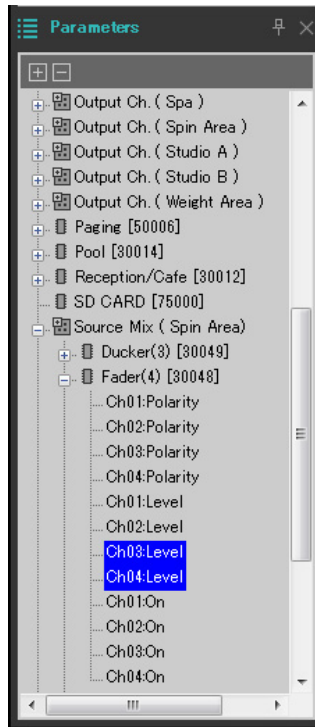 Parameters
Output Ch. ( Spa )
Output Ch. ( Spin Area )
Output Ch. ( Studio A )
Output Ch. ( Studio B )
Output Ch. ( Weight Area )
Paging [50006]
Pool [30014]
Reception/Cafe [30012]
SD CARD [75000]
Source Mix ( Spin Area)
Ducker(3) [30049]
Fader(4) [30048]
Ch01:Polarity
Ch02:Polarity
Ch03:Polarity
Ch04:Polarity
Ch01:Level
Ch02:Level
Ch03:Level
Ch04:Level
Ch01:On
Ch02:On
Ch03:On
Ch04:On